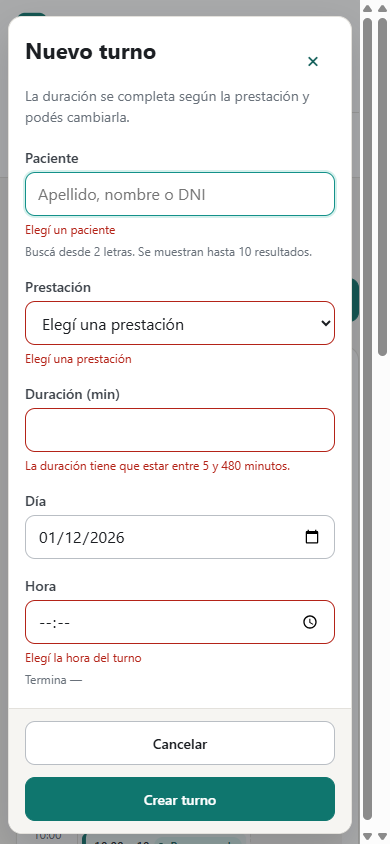 Nuevo turno
La duración se completa según la prestación y
podés cambiarla.
Paciente
Apellido, nombre o DNI
Elegí un paciente
Buscá desde 2 letras. Se muestran hasta 10 resultados.
Prestación
Elegí una prestación
Elegí una prestación
Duración (min)
La duración tiene que estar entre 5 y 480 minutos.
Día
01/12/2026
Hora
--:--
Elegí la hora del turno
Termina —
Cancelar
Crear turno